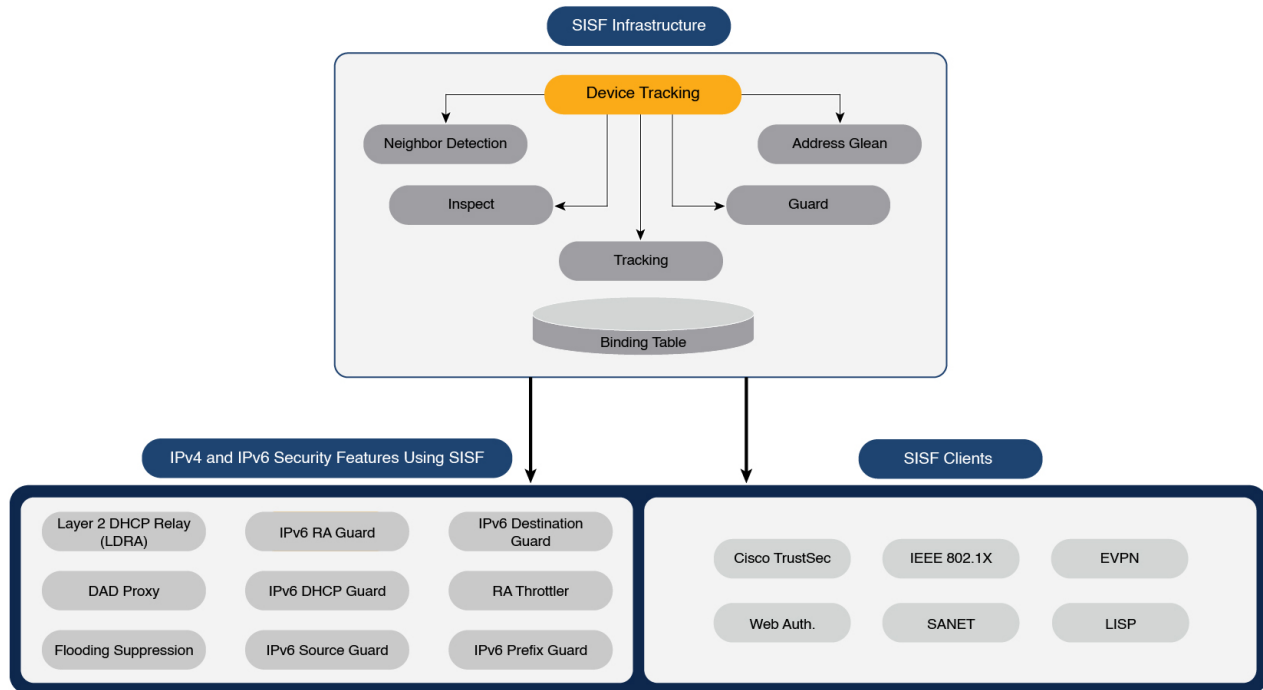 SISF Infrastructure
Device Tracking
Neighbor Detection
Address Glean
Inspect
Guard
Tracking
Binding Table
IPv4 and IPv6 Security Features Using SISF
SISF Clients
Layer 2 DHCP Relay
(LDRA)
IPv6 RA Guard
IPv6 Destination
Guard
DAD Proxy
IPv6 DHCP Guard
RA Throttler
Flooding Suppression
IPv6 Source Guard
IPv6 Prefix Guard
Cisco TrustSec
IEEE 802.1X
EVPN
Web Auth.
SANET
LISP